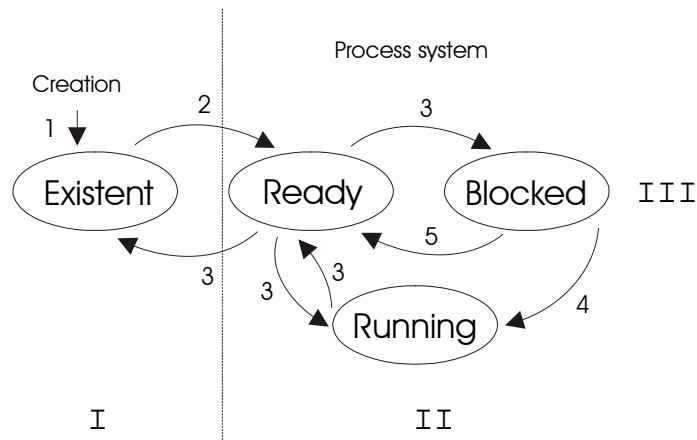 Process system
Creation
1
2
3
Existent
Ready
Blocked
III
3
5
3
3
4
Running
I
II